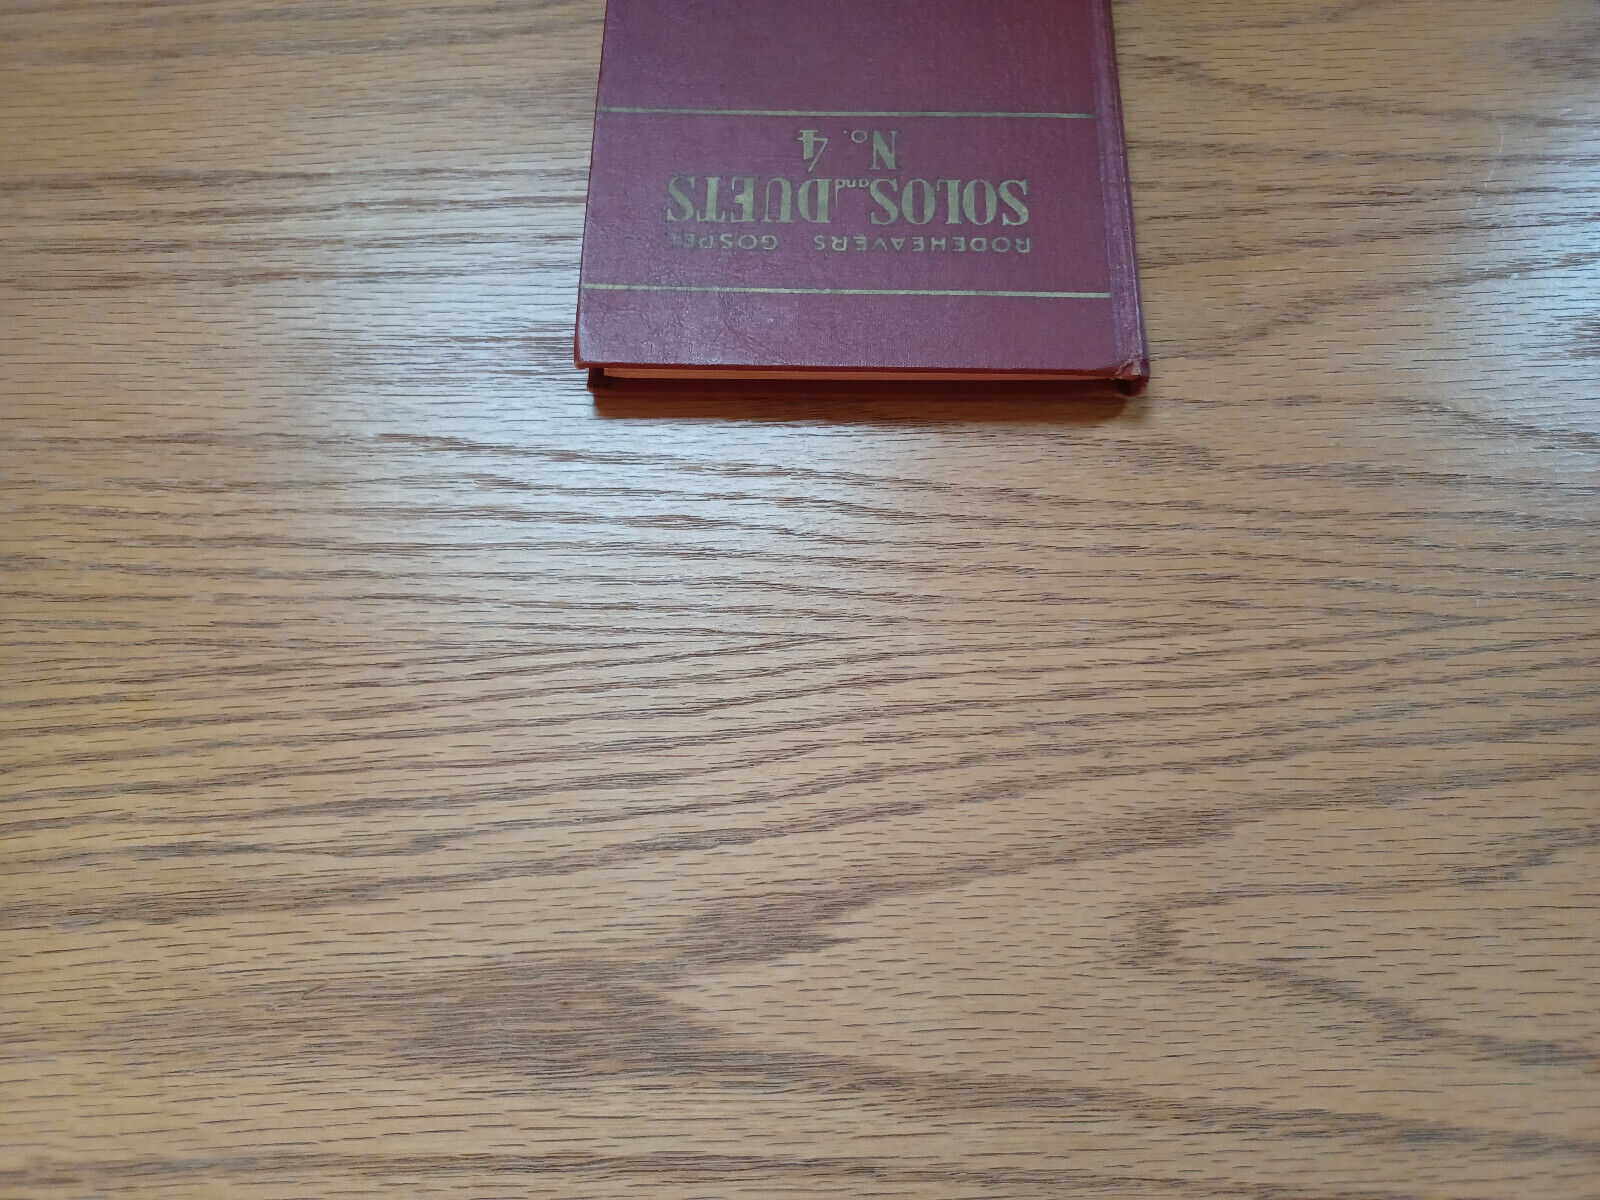 RODEHEAVERS GOSPEL
SOLOS and DUETS
No. 4